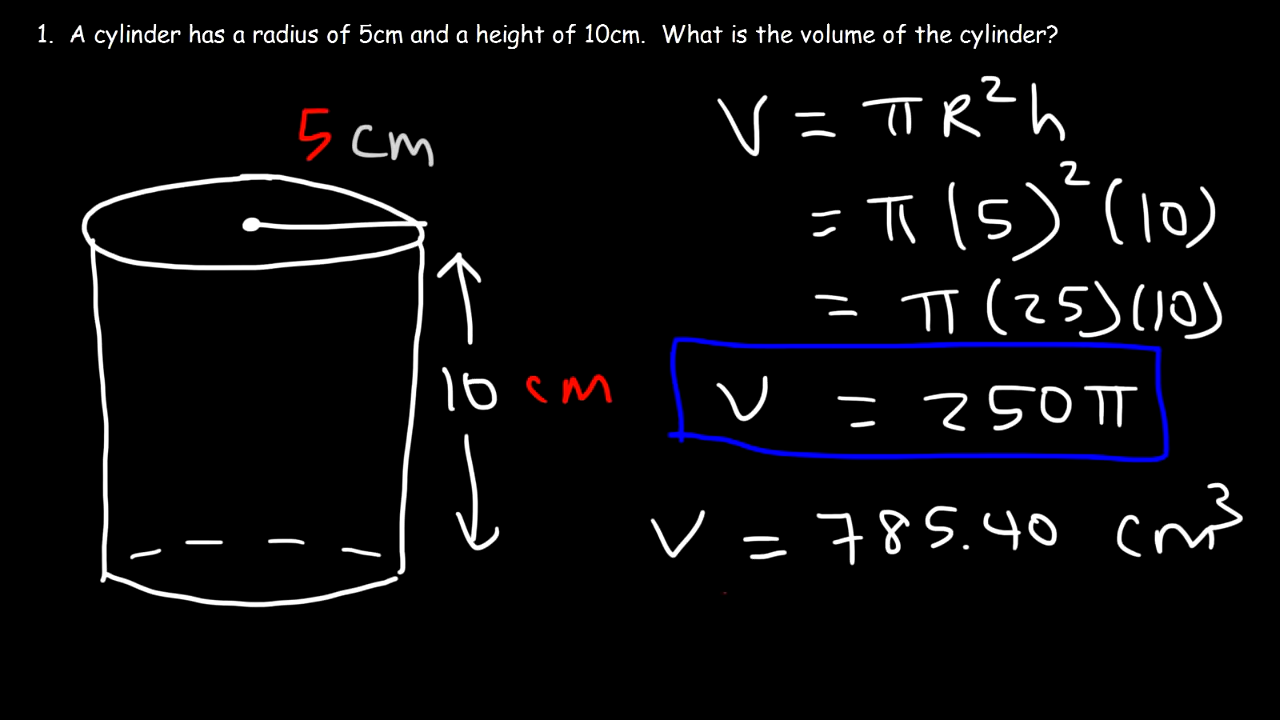 1. A cylinder has a radius of 5cm and a height of 10cm. What is the volume of the cylinder?
5 cm
10 cm
V = πR²h
= π(5)²(10)
= π(25)(10)
V = 250π
V = 785.40 cm³